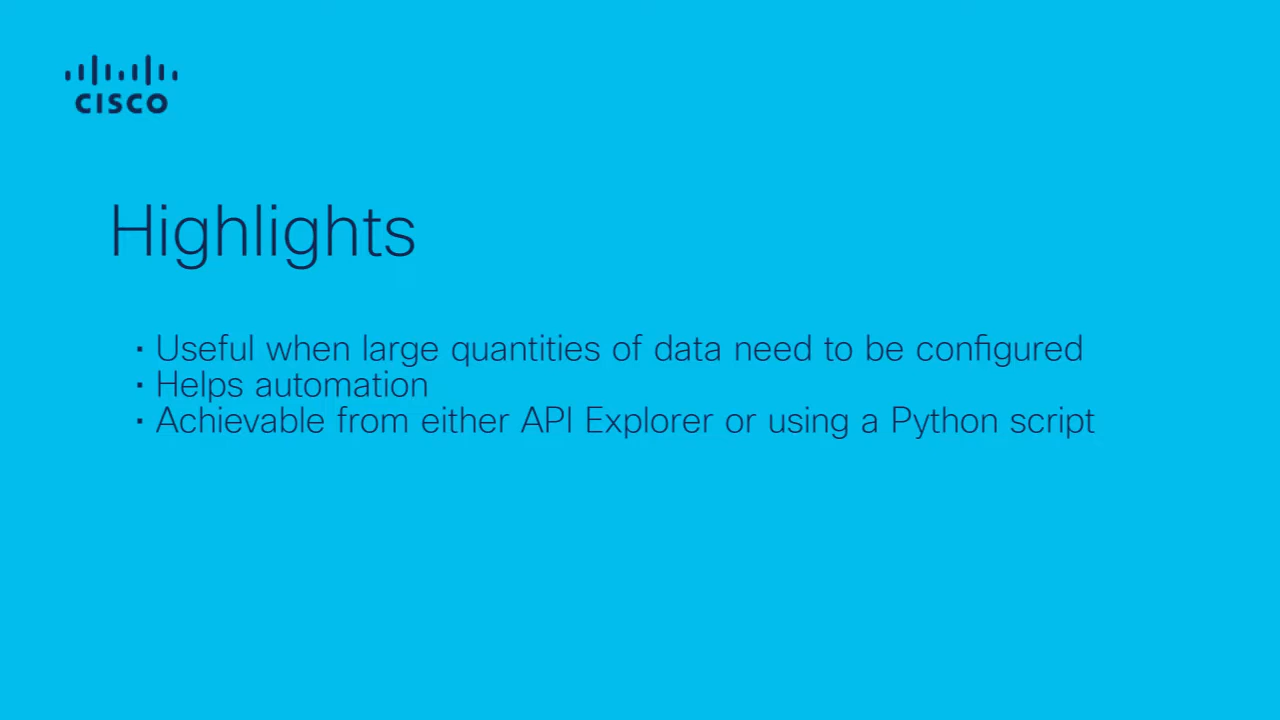 CISCO
Highlights
• Useful when large quantities of data need to be configured
• Helps automation
• Achievable from either API Explorer or using a Python script